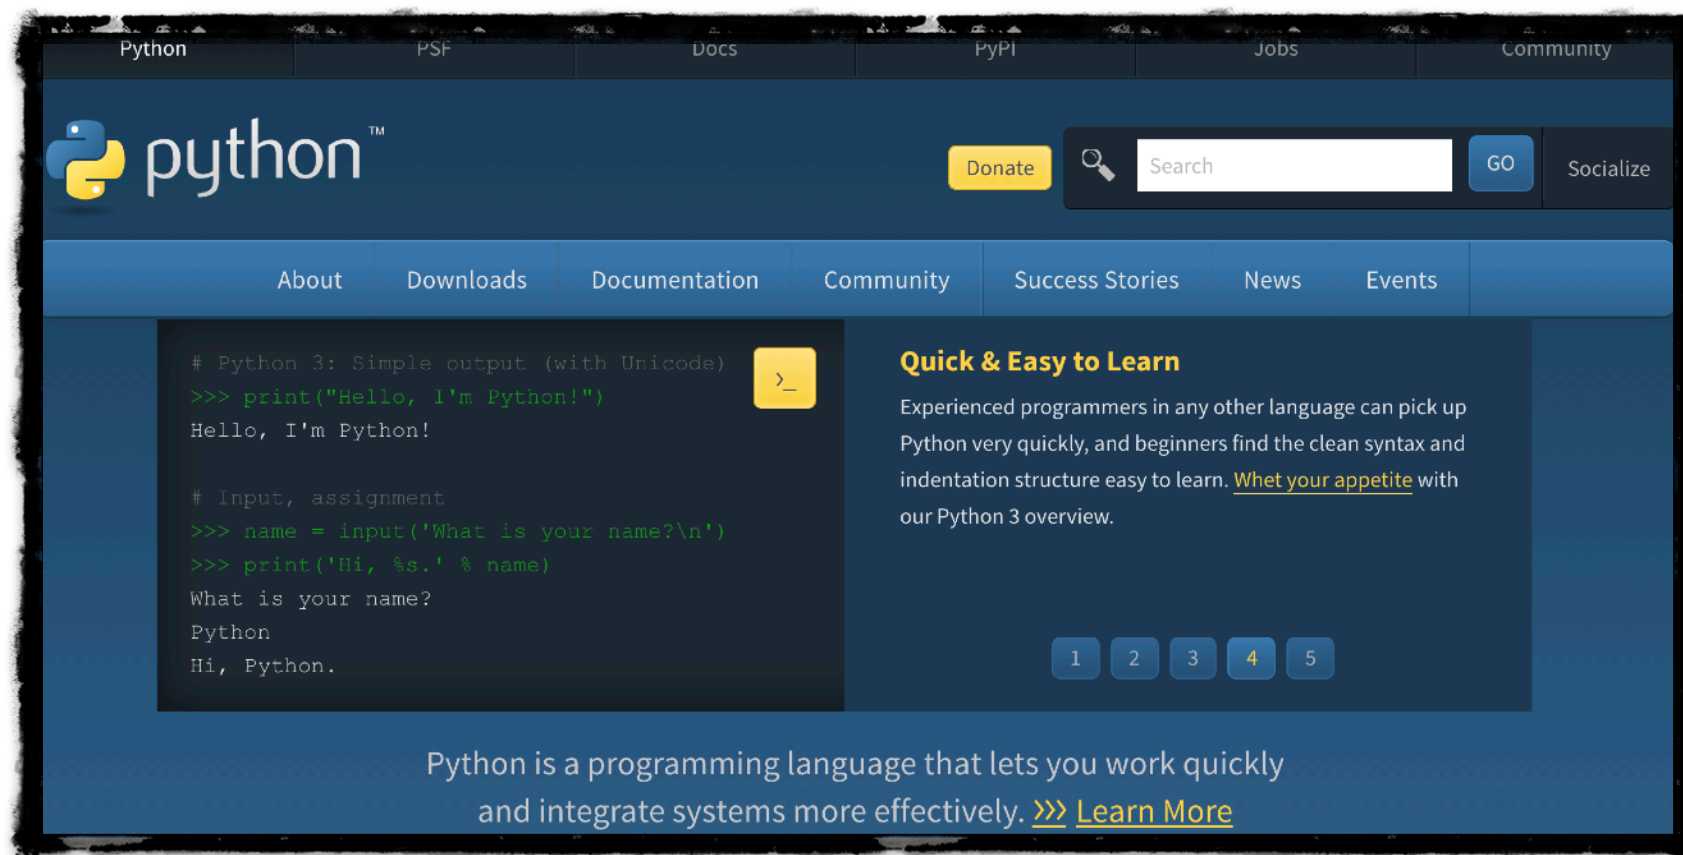 Python PSF Docs PyPI Jobs Community
python™
Donate Search GO Socialize
About Downloads Documentation Community Success Stories News Events
# Python 3: Simple output (with Unicode)
>>> print("Hello, I'm Python!")
Hello, I'm Python!
# Input, assignment
>>> name = input('What is your name?\n')
>>> print('Hi, %s.' % name)
What is your name?
Python
Hi, Python.
>_
Quick & Easy to Learn
Experienced programmers in any other language can pick up
Python very quickly, and beginners find the clean syntax and
indentation structure easy to learn. Whet your appetite with
our Python 3 overview.
1 2 3 4 5
Python is a programming language that lets you work quickly
and integrate systems more effectively. >>> Learn More